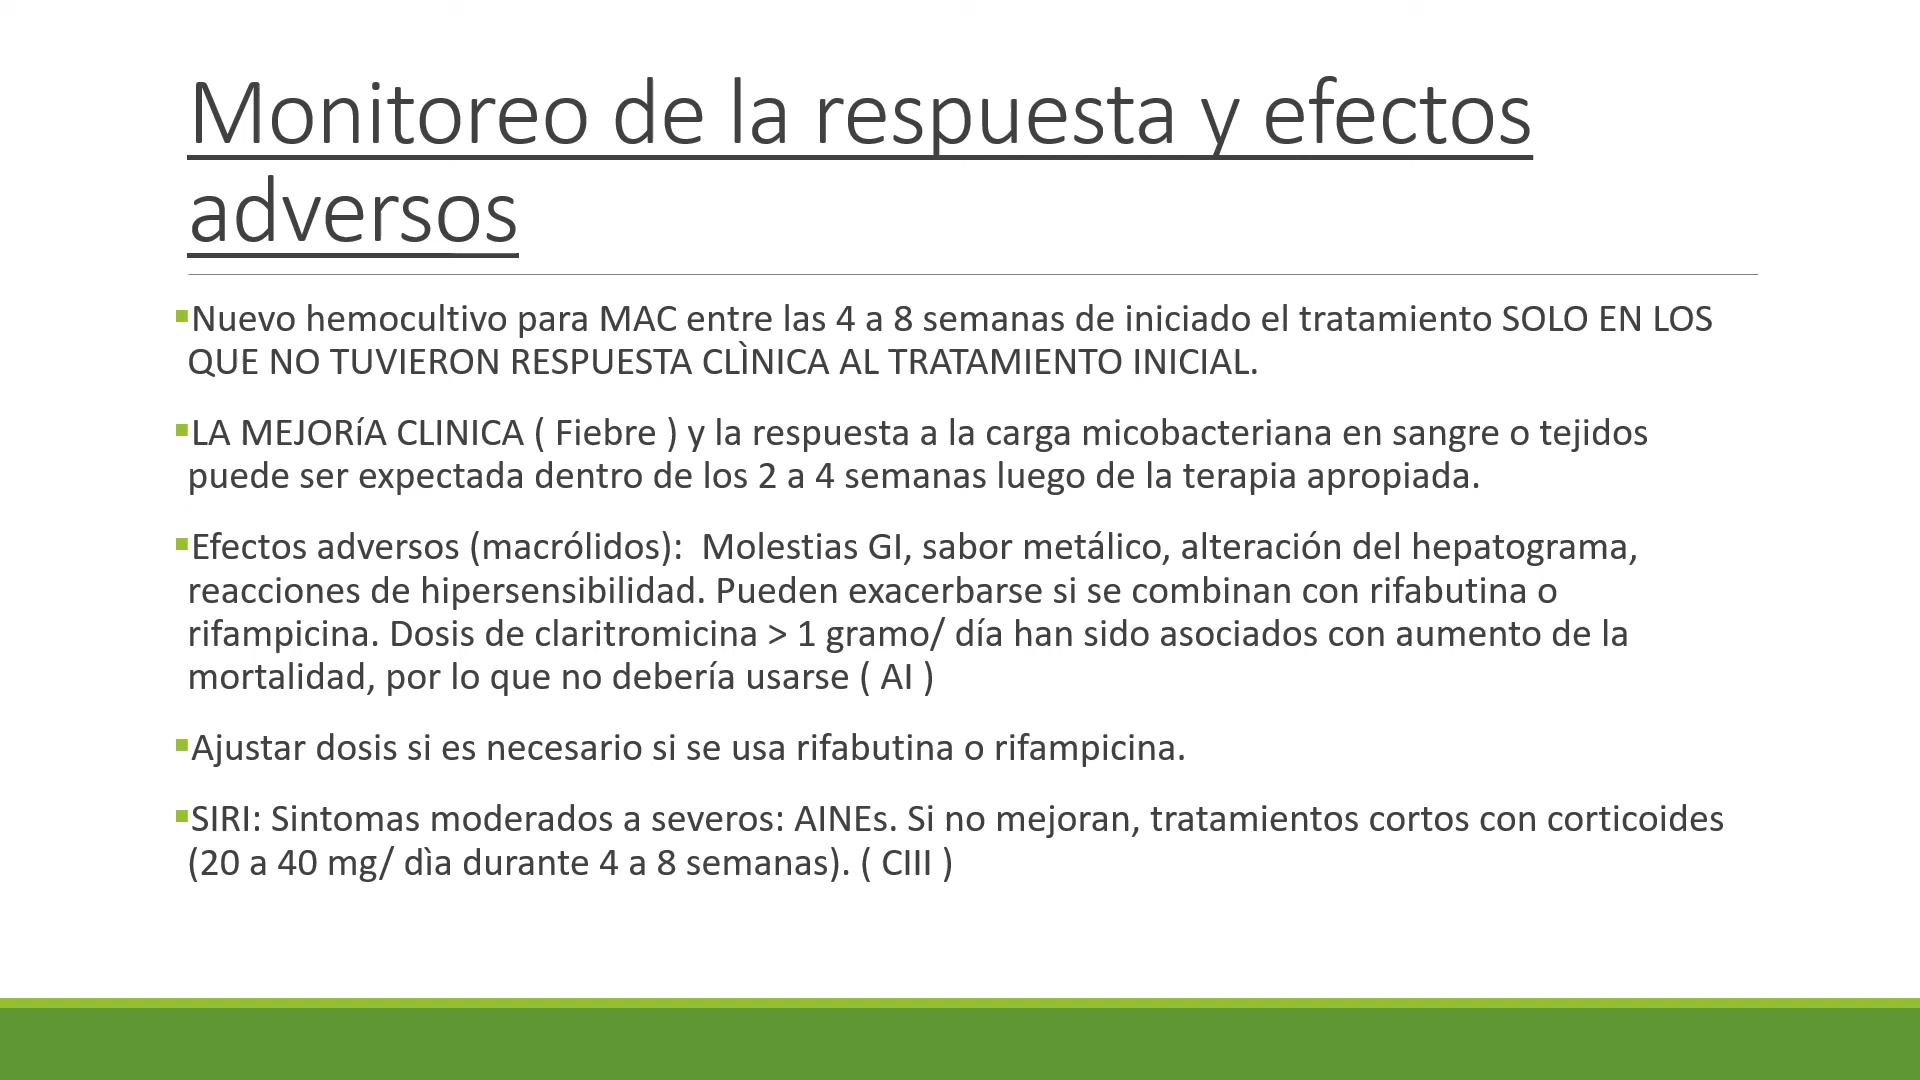 Monitoreo de la respuesta y efectos
adversos
▪Nuevo hemocultivo para MAC entre las 4 a 8 semanas de iniciado el tratamiento SOLO EN LOS
QUE NO TUVIERON RESPUESTA CLÌNICA AL TRATAMIENTO INICIAL.
▪LA MEJORíA CLINICA ( Fiebre ) y la respuesta a la carga micobacteriana en sangre o tejidos
puede ser expectada dentro de los 2 a 4 semanas luego de la terapia apropiada.
▪Efectos adversos (macrólidos):  Molestias GI, sabor metálico, alteración del hepatograma,
reacciones de hipersensibilidad. Pueden exacerbarse si se combinan con rifabutina o
rifampicina. Dosis de claritromicina > 1 gramo/ día han sido asociados con aumento de la
mortalidad, por lo que no debería usarse ( AI )
▪Ajustar dosis si es necesario si se usa rifabutina o rifampicina.
▪SIRI: Sintomas moderados a severos: AINEs. Si no mejoran, tratamientos cortos con corticoides
(20 a 40 mg/ dìa durante 4 a 8 semanas). ( CIII )